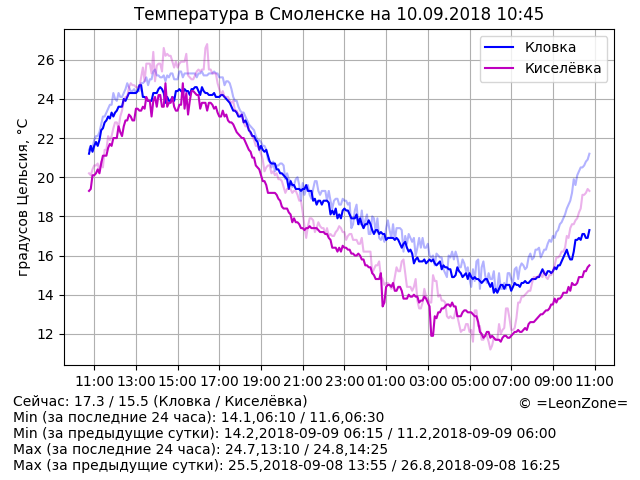 Температура в Смоленске на 10.09.2018 10:45
Кловка
Киселёвка
градусов Цельсия, °C
26
24
22
20
18
16
14
12
11:00 13:00 15:00 17:00 19:00 21:00 23:00 01:00 03:00 05:00 07:00 09:00 11:00
Сейчас: 17.3 / 15.5 (Кловка / Киселёвка)
© =LeonZone=
Min (за последние 24 часа): 14.1,06:10 / 11.6,06:30
Min (за предыдущие сутки): 14.2,2018-09-09 06:15 / 11.2,2018-09-09 06:00
Max (за последние 24 часа): 24.7,13:10 / 24.8,14:25
Max (за предыдущие сутки): 25.5,2018-09-08 13:55 / 26.8,2018-09-08 16:25